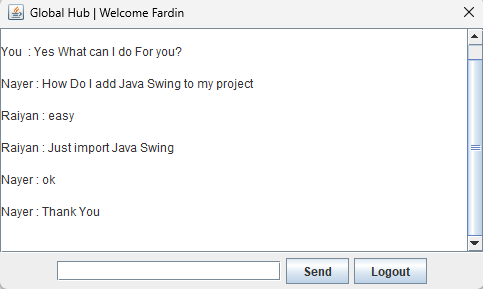 Global Hub | Welcome Fardin
You : Yes What can I do For you?
Nayer : How Do I add Java Swing to my project
Raiyan : easy
Raiyan : Just import Java Swing
Nayer : ok
Nayer : Thank You
Send Logout